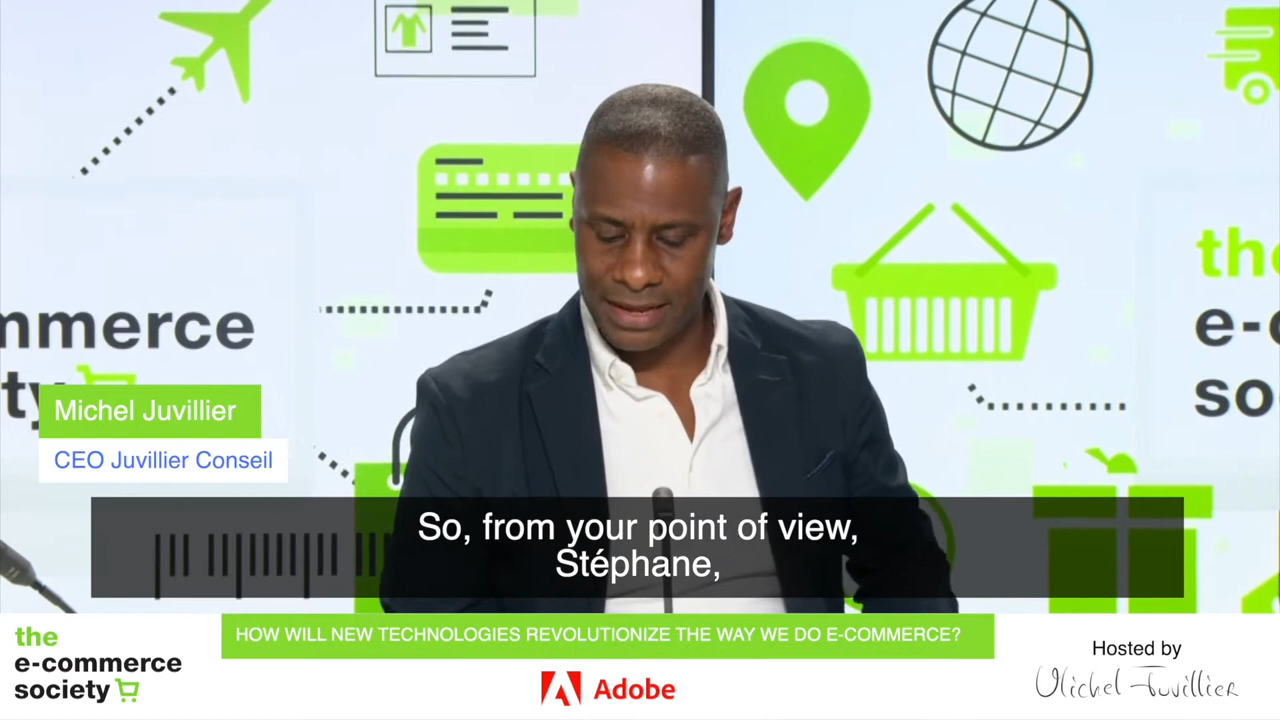 mmerce
ty
the
e-c
so
Michel Juvillier
CEO Juvillier Conseil
So, from your point of view,
Stéphane,
HOW WILL NEW TECHNOLOGIES REVOLUTIONIZE THE WAY WE DO E-COMMERCE?
the
e-commerce
society
Adobe
Hosted by
Michel Juvillier